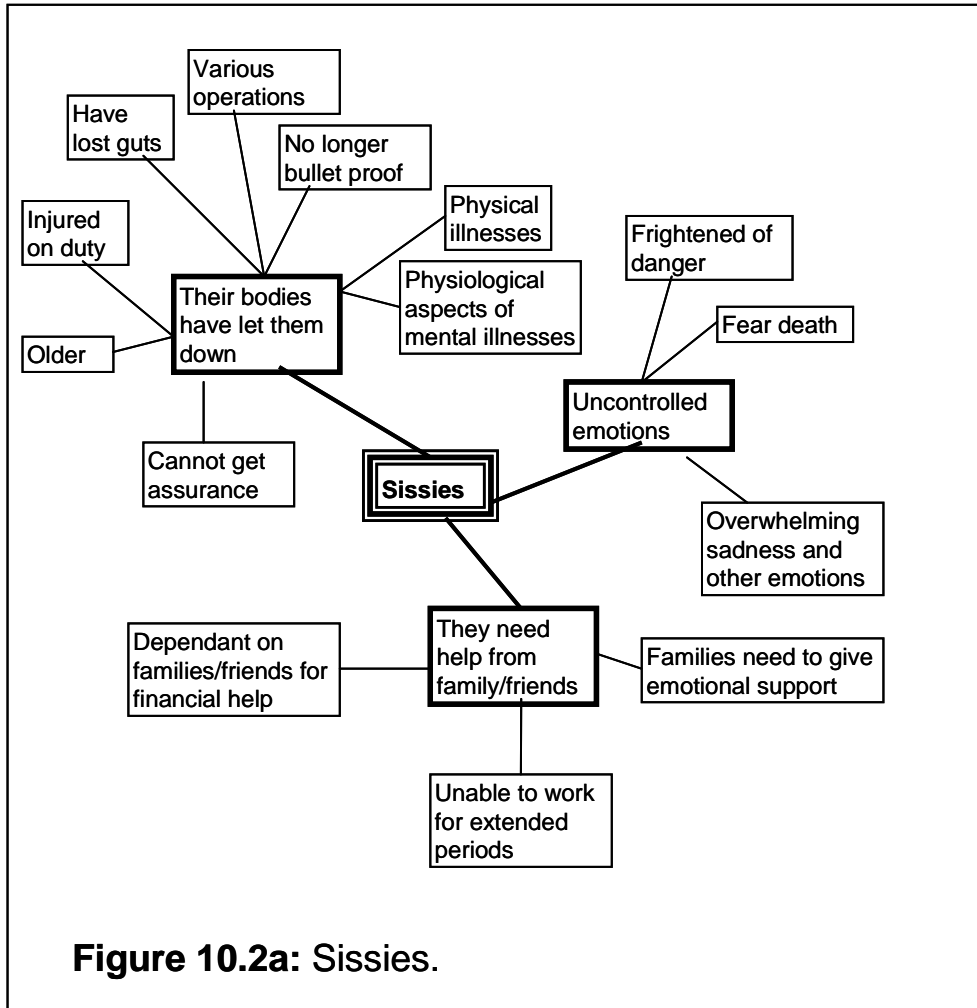 Various
operations
Have
lost guts
No longer
bullet proof
Injured
on duty
Physical
illnesses
Older
Their bodies
have let them
down
Physiological
aspects of
mental illnesses
Cannot get
assurance
Frightened of
danger
Fear death
Uncontrolled
emotions
Overwhelming
sadness and
other emotions
Sissies
They need
help from
family/friends
Dependant on
families/friends for
financial help
Families need to give
emotional support
Unable to work
for extended
periods
Figure 10.2a: Sissies.